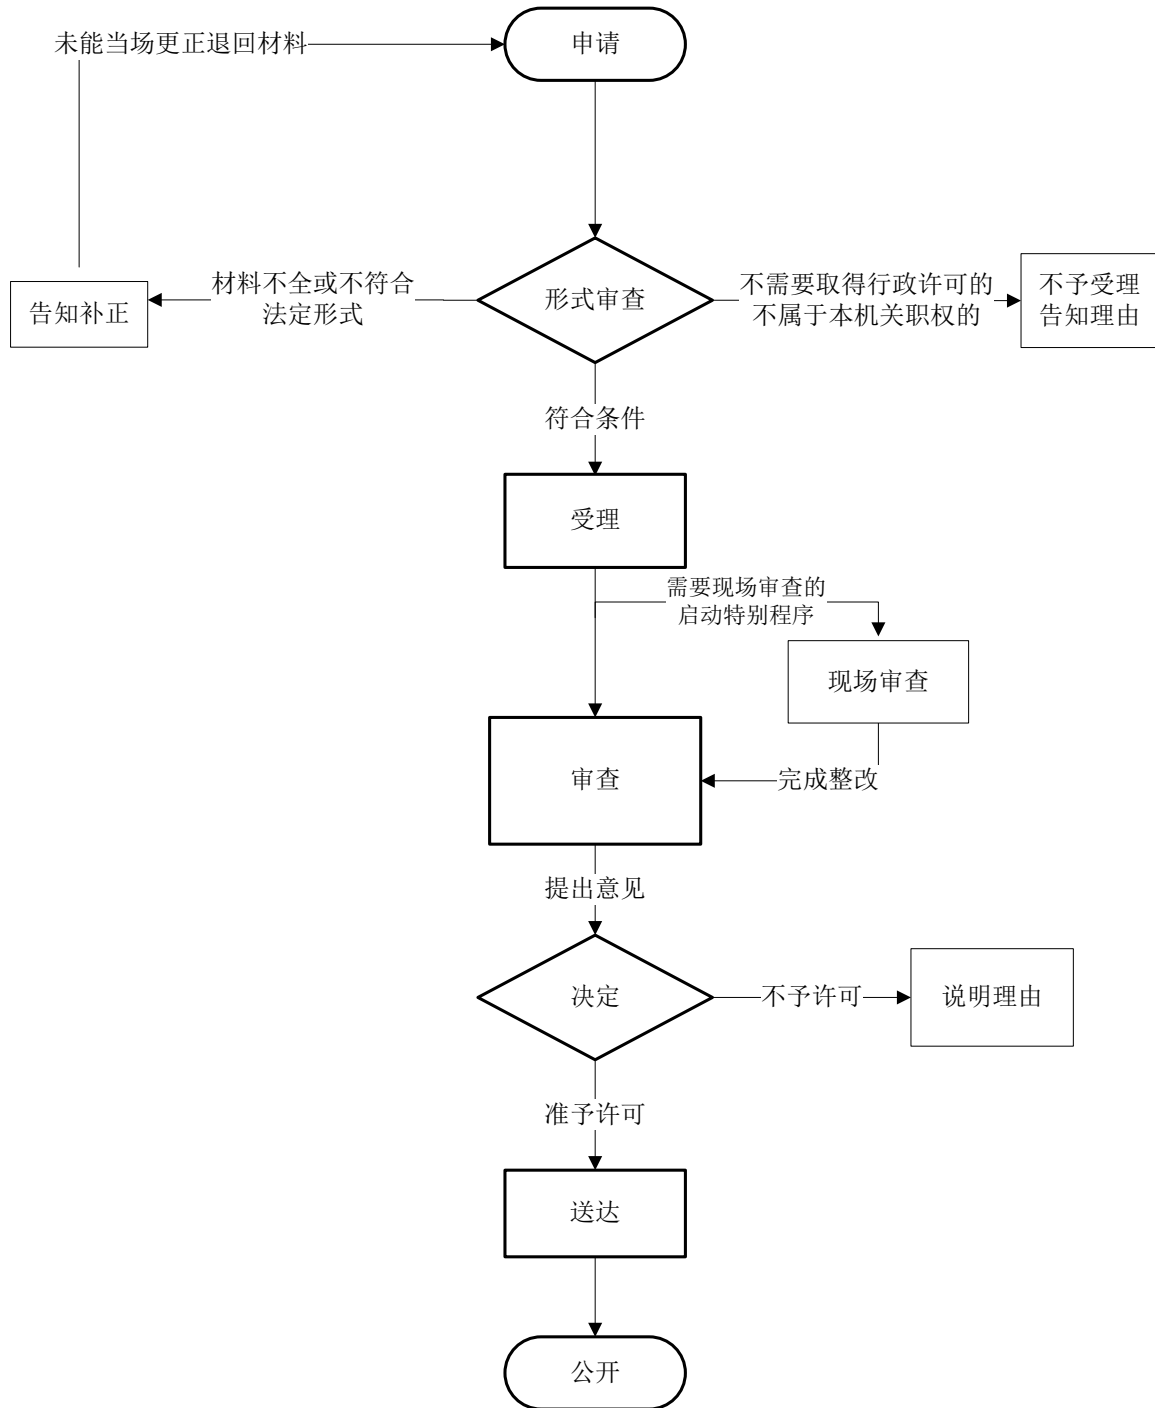 未能当场更正退回材料
申请
告知补正
材料不全或不符合
法定形式
形式审查
不需要取得行政许可的
不属于本机关职权的
不予受理
告知理由
符合条件
受理
需要现场审查的
启动特别程序
现场审查
审查
完成整改
提出意见
决定
不予许可
说明理由
准予许可
送达
公开